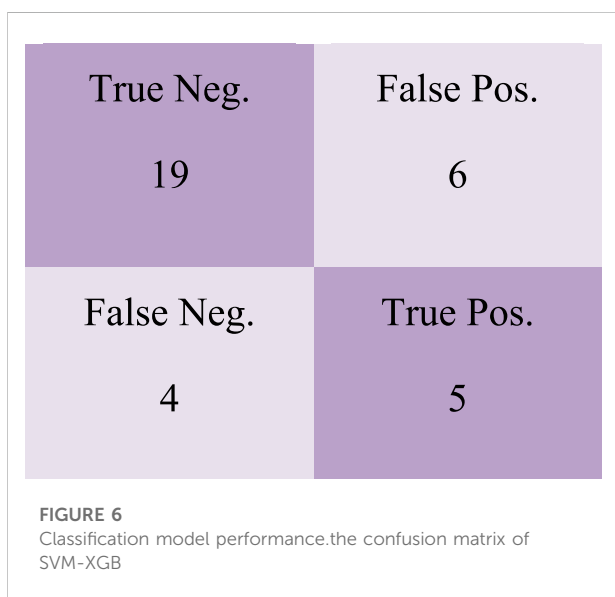 True Neg.
False Pos.
19
6
False Neg.
True Pos.
4
5
FIGURE 6
Classification model performance.the confusion matrix of
SVM-XGB